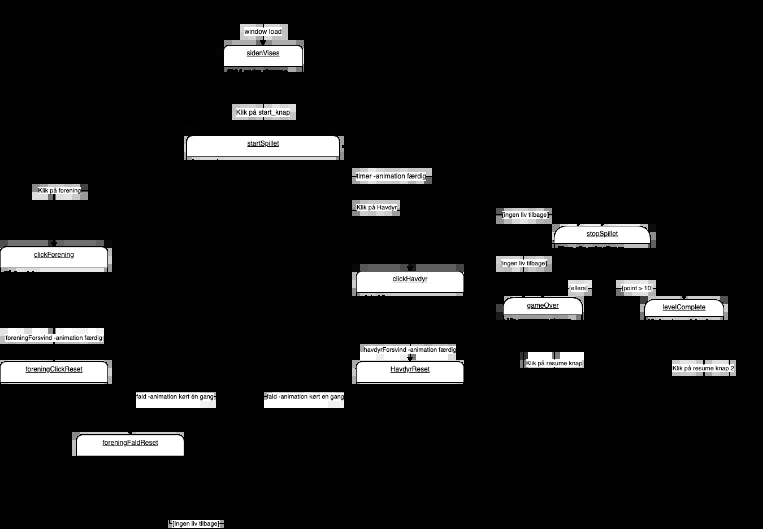 window load
sidenVises
Klik på start_knap
startSpillet
timer -animation færdig
Klik på forening
Klik på Havdyr
[ingen liv tilbage]
stopSpillet
clickForening
[ingen liv tilbage]
clickHavdyr
ellers
[point > 10]
gameOver
levelComplete
foreningForsvind -animation færdig
havdyrForsvind -animation færdig
Klik på resume knap
Klik på resume knap 2
foreningClickReset
HavdyrReset
fald -animation kørt en gang
fald -animation kørt en gang
foreningFaldReset
[ingen liv tilbage]